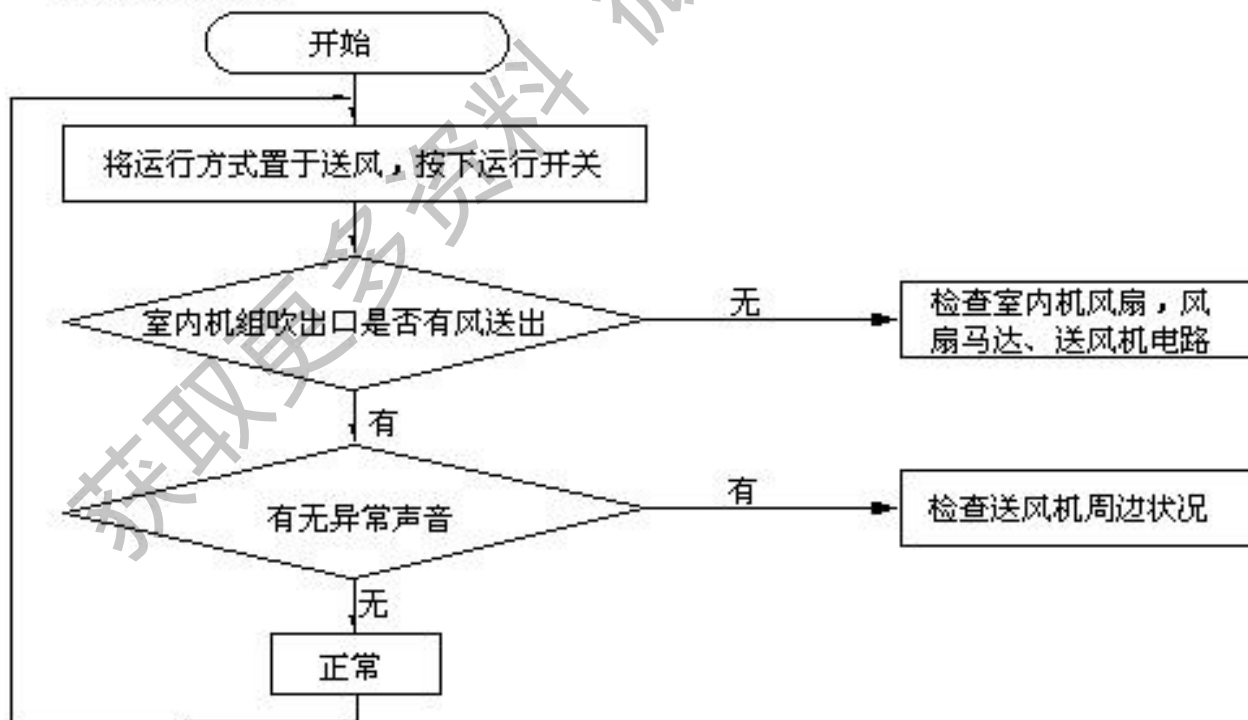 开始
将运行方式置于送风，按下运行开关
室内机组吹出口是否有风送出
无
检查室内机风扇，风
扇马达、送风机电路
有
有无异常声音
有
检查送风机周边状况
无
正常
获取更多资料